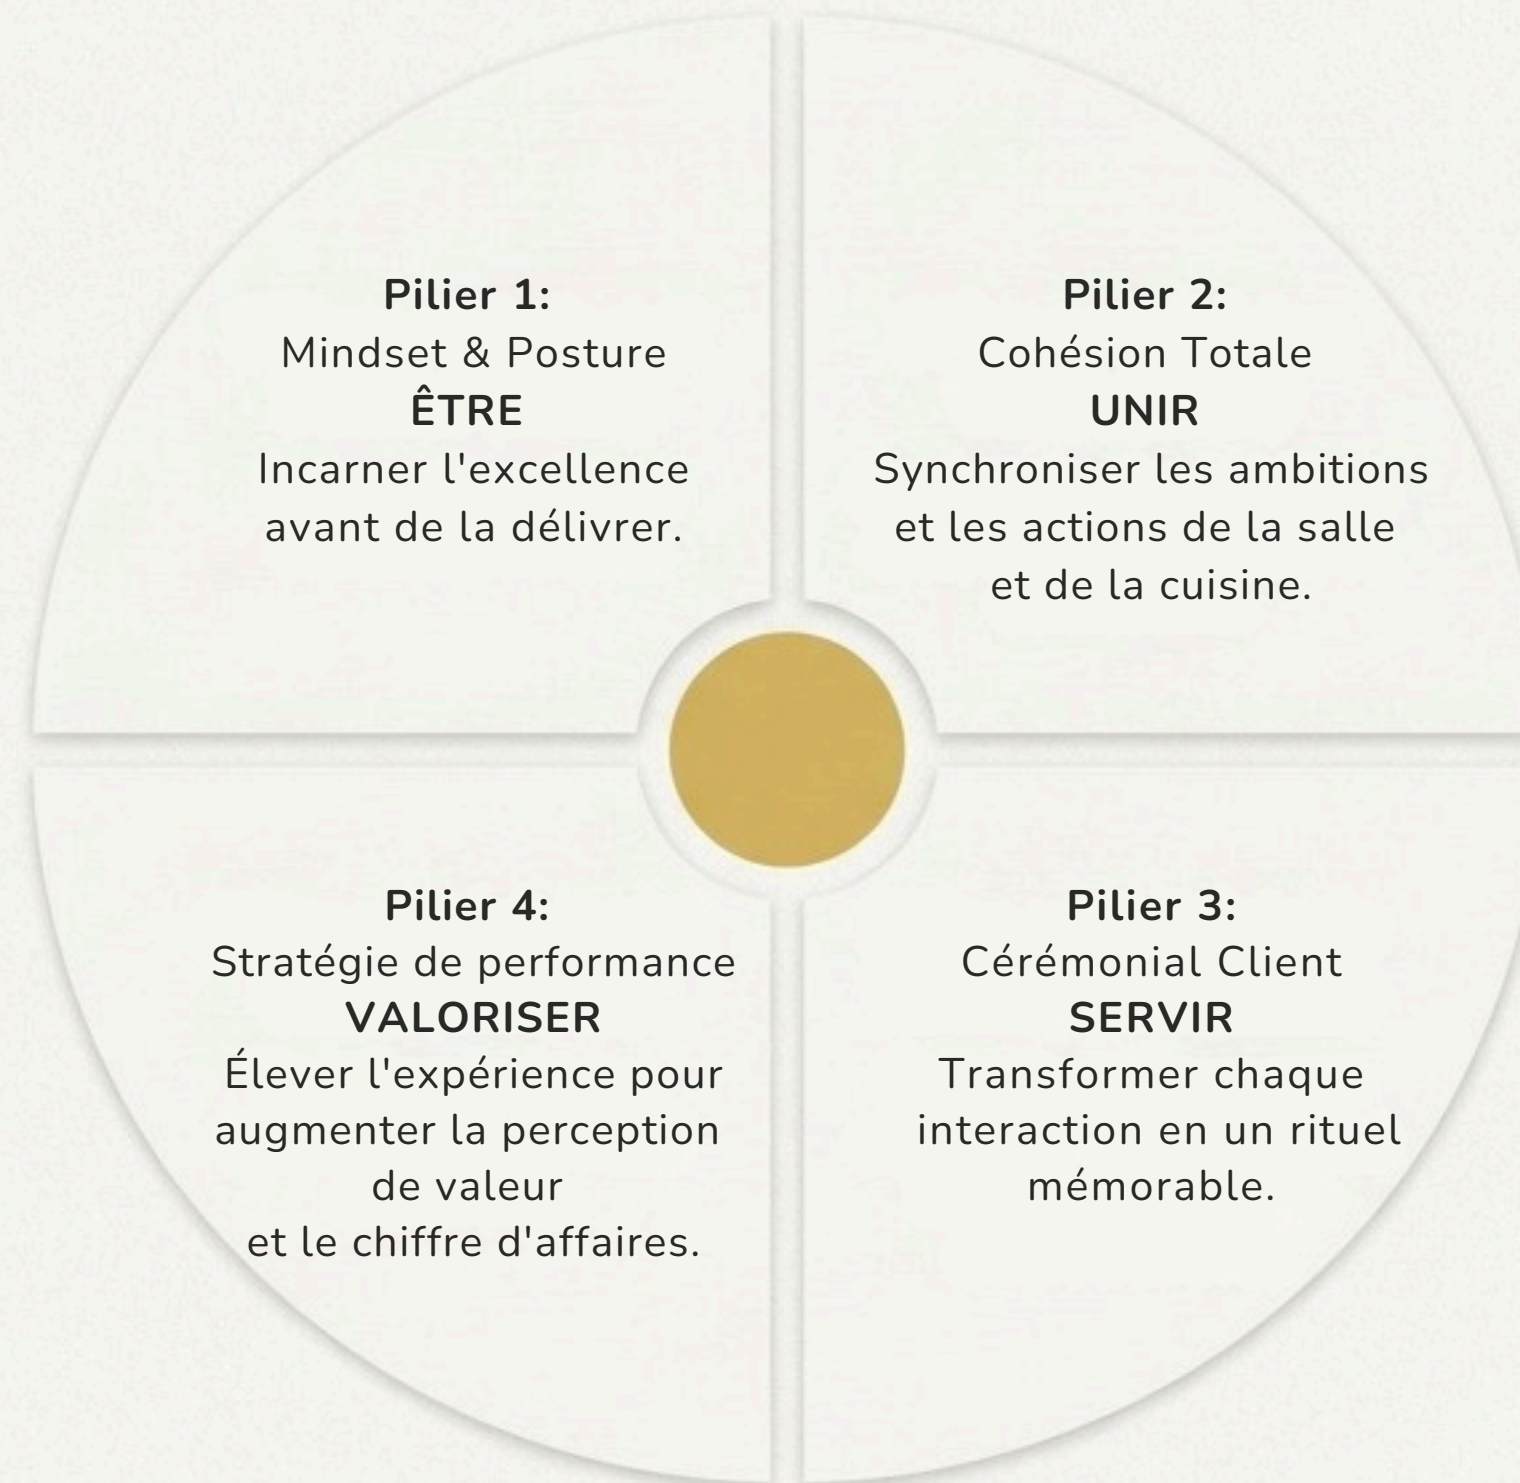 Pilier 1:
Mindset & Posture
ÊTRE
Incarner l'excellence
avant de la délivrer.
Pilier 2:
Cohésion Totale
UNIR
Synchroniser les ambitions
et les actions de la salle
et de la cuisine.
Pilier 3:
Cérémonial Client
SERVIR
Transformer chaque
interaction en un rituel
mémorable.
Pilier 4:
Stratégie de performance
VALORISER
Élever l'expérience pour
augmenter la perception
de valeur
et le chiffre d'affaires.